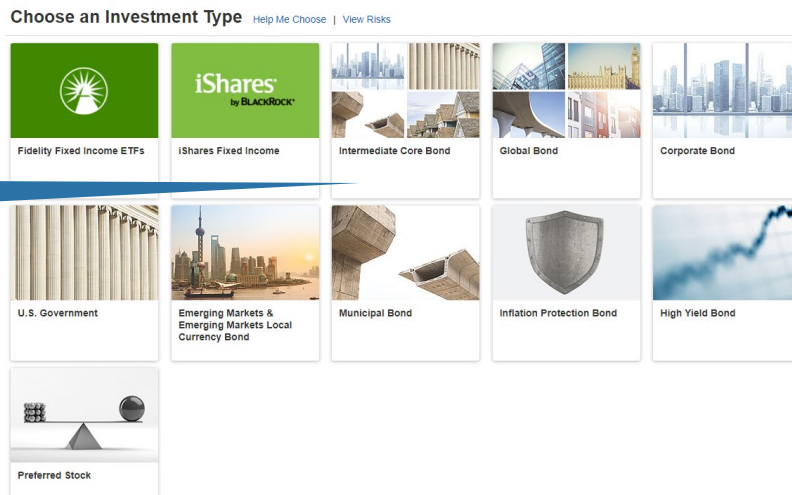 Choose an Investment Type Help Me Choose | View Risks
iShares®
by BLACKROCK®
Fidelity Fixed Income ETFs
iShares Fixed Income
Intermediate Core Bond
Global Bond
Corporate Bond
U.S. Government
Emerging Markets &
Emerging Markets Local
Currency Bond
Municipal Bond
Inflation Protection Bond
High Yield Bond
Preferred Stock